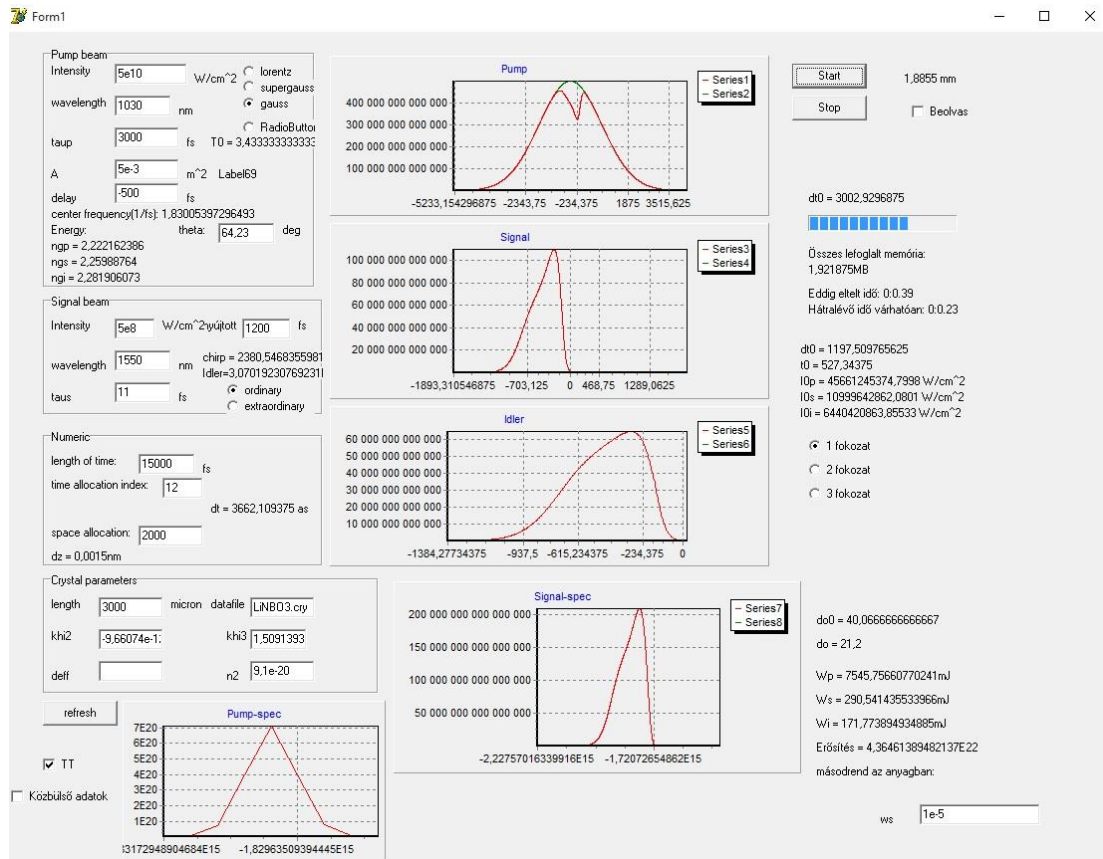 Form1
Pump beam
Intensity 5e10 W/cm^2
lorentz
supergauss
gauss
RadioButto
wavelength 1030 nm
taup 3000 fs T0 = 3,433333333333
A 5e-3 m^2 Label69
delay -500 fs
center frequency(1/fs): 1,83005397296493
Energy: theta: 64,23 deg
ngp = 2,222162386
ngs = 2,25988764
ngi = 2,281906073
Signal beam
Intensity 5e8 W/cm^2 nyújtott 1200 fs
wavelength 1550 nm
chirp = 2380,5468355981
Idler=3,070192307692311
ordinary
extraordinary
taus 11 fs
Numeric
length of time: 15000 fs
time allocation index: 12
dt = 3662,109375 as
space allocation: 2000
dz = 0,0015nm
Crystal parameters
length 3000 micron datafile LiNBO3.cry
khi2 -9,66074e-1 khi3 1,5091393
deff n2 9,1e-20
refresh
TT
Közbülső adatok
Pump
Series1
Series2
400 000 000 000 000
300 000 000 000 000
200 000 000 000 000
100 000 000 000 000
-5233,154296875 -2343,75 -234,375 1875 3515,625
Signal
Series3
Series4
100 000 000 000 000
80 000 000 000 000
60 000 000 000 000
40 000 000 000 000
20 000 000 000 000
-1893,310546875 -703,125 0 468,75 1289,0625
Idler
Series5
Series6
60 000 000 000 000
50 000 000 000 000
40 000 000 000 000
30 000 000 000 000
20 000 000 000 000
10 000 000 000 000
-1384,27734375 -937,5 -615,234375 -234,375 0
Signal-spec
Series7
Series8
200 000 000 000 000
150 000 000 000 000
100 000 000 000 000
50 000 000 000 000
-2,22757016339916E15 -1,72072654862E15
Pump-spec
7E20
6E20
5E20
4E20
3E20
2E20
1E20
3172948904684E15 -1,82963509394445E15
Start
1,8855 mm
Stop
Beolvas
dt0 = 3002,9296875
Összes lefoglalt memória:
1,921875MB
Eddig eltelt idő: 0:0.39
Hátralévő idő várhatóan: 0:0.23
dt0 = 1197,509765625
t0 = 527,34375
I0p = 45661245374,7998 W/cm^2
I0s = 10999642862,0801 W/cm^2
I0i = 6440420863,85533 W/cm^2
1 fokozat
2 fokozat
3 fokozat
do0 = 40,0666666666667
do = 21,2
Wp = 7545,75660770241mJ
Ws = 290,541435533966mJ
Wi = 171,773894934885mJ
Erősítés = 4,36461389482137E22
másodrend az anyagban:
ws 1e-5